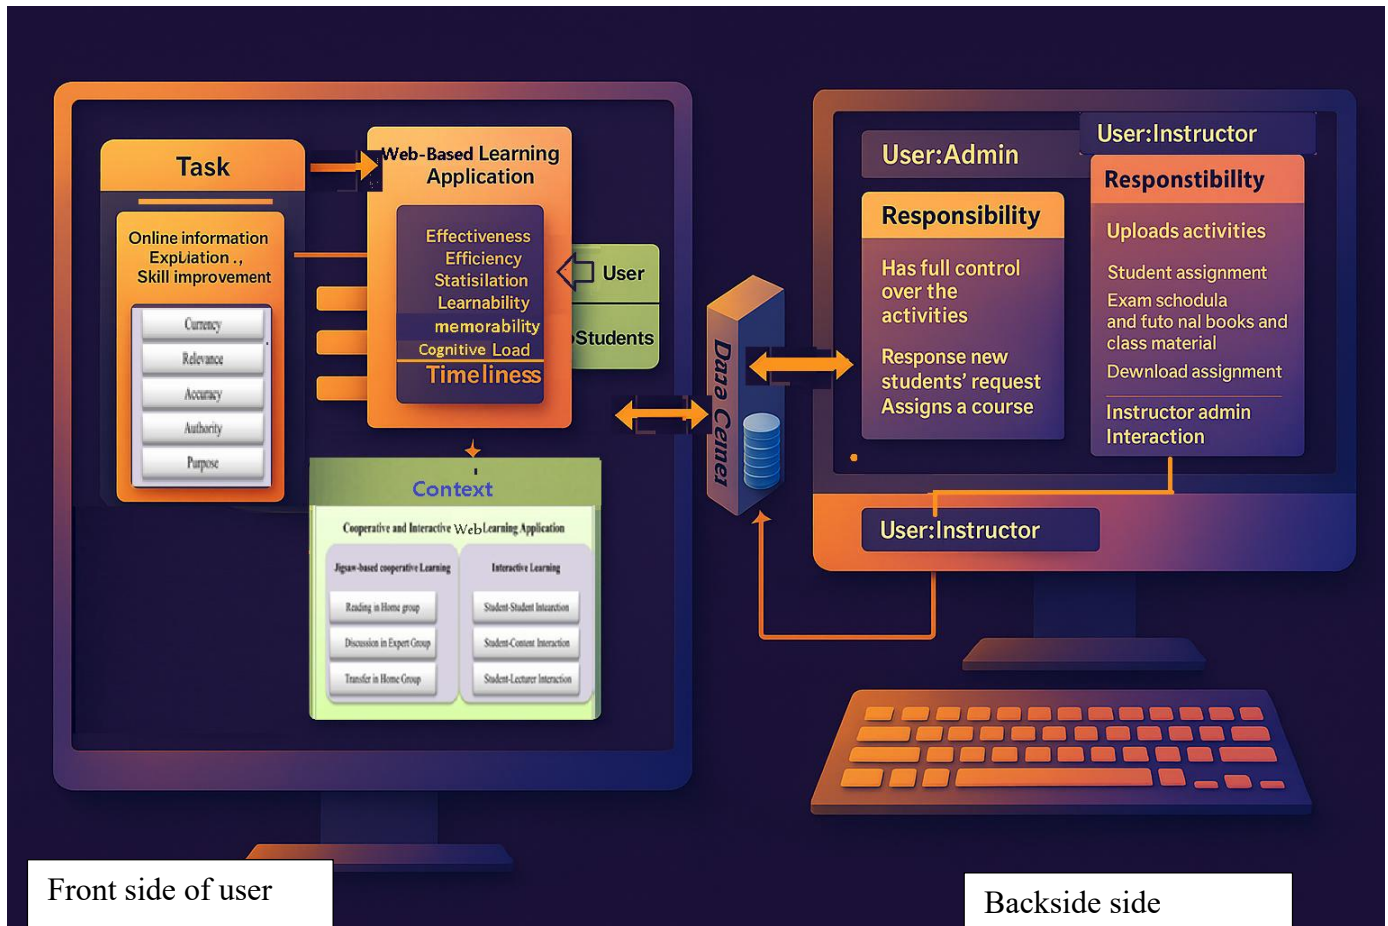 Task
Online information
Expliation .,
Skill improvement
Currency
Relevance
Accuracy
Authority
Purpose
Web-Based Learning
Application
Effectiveness
Efficiency
Statisilation
Learnability
memorability
Cognitive Load
Timeliness
User
Students
Context
Cooperative and Interactive Web Learning Application
Jigsaw-based cooperative Learning
Reading in Home group
Discussion in Expert Group
Transfer in Home Group
Interactive Learning
Student-Student Intearction
Student-Content Interaction
Student-Lecturer Interaction
Dana Cemer
User:Admin
Responsibility
Has full control
over the
activities
Response new
students' request
Assigns a course
User:Instructor
Responstibility
Uploads activities
Student assignment
Exam schodula
and futo nal books and
class material
Dewnload assignment
Instructor admin
Interaction
User:Instructor
Front side of user
Backside side